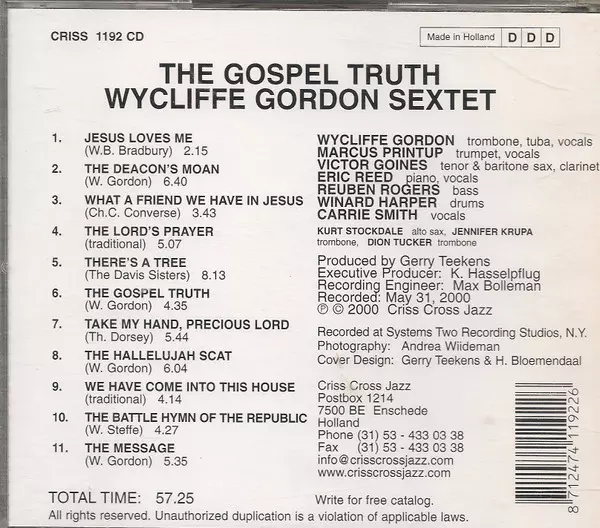 CRISS 1192 CD
Made in Holland D D D
THE GOSPEL TRUTH
WYCLIFFE GORDON SEXTET
1. JESUS LOVES ME
(W.B. Bradbury) 2.15
2. THE DEACON'S MOAN
(W. Gordon) 6.40
3. WHAT A FRIEND WE HAVE IN JESUS
(Ch.C. Converse) 3.43
4. THE LORD'S PRAYER
(traditional) 5.07
5. THERE'S A TREE
(The Davis Sisters) 8.13
6. THE GOSPEL TRUTH
(W. Gordon) 4.35
7. TAKE MY HAND, PRECIOUS LORD
(Th. Dorsey) 5.44
8. THE HALLELUJAH SCAT
(W. Gordon) 6.04
9. WE HAVE COME INTO THIS HOUSE
(traditional) 4.14
10. THE BATTLE HYMN OF THE REPUBLIC
(W. Steffe) 4.27
11. THE MESSAGE
(W. Gordon) 5.35
TOTAL TIME: 57.25
WYCLIFFE GORDON trombone, tuba, vocals
MARCUS PRINTUP trumpet, vocals
VICTOR GOINES tenor & baritone sax, clarinet
ERIC REED piano, vocals
REUBEN ROGERS bass
WINARD HARPER drums
CARRIE SMITH vocals
KURT STOCKDALE alto sax, JENNIFER KRUPA
trombone, DION TUCKER trombone
Produced by Gerry Teekens
Executive Producer: K. Hasselpflug
Recording Engineer: Max Bolleman
Recorded: May 31, 2000
℗ © 2000 Criss Cross Jazz
Recorded at Systems Two Recording Studios, N.Y.
Photography: Andrea Wiideman
Cover Design: Gerry Teekens & H. Bloemendaal
Criss Cross Jazz
Postbox 1214
7500 BE Enschede
Holland
Phone (31) 53 - 433 03 38
Fax (31) 53 - 433 03 38
info@crisscrossjazz.com
www.crisscrossjazz.com
Write for free catalog.
All rights reserved. Unauthorized duplication is a violation of applicable laws.
8 712474 119226